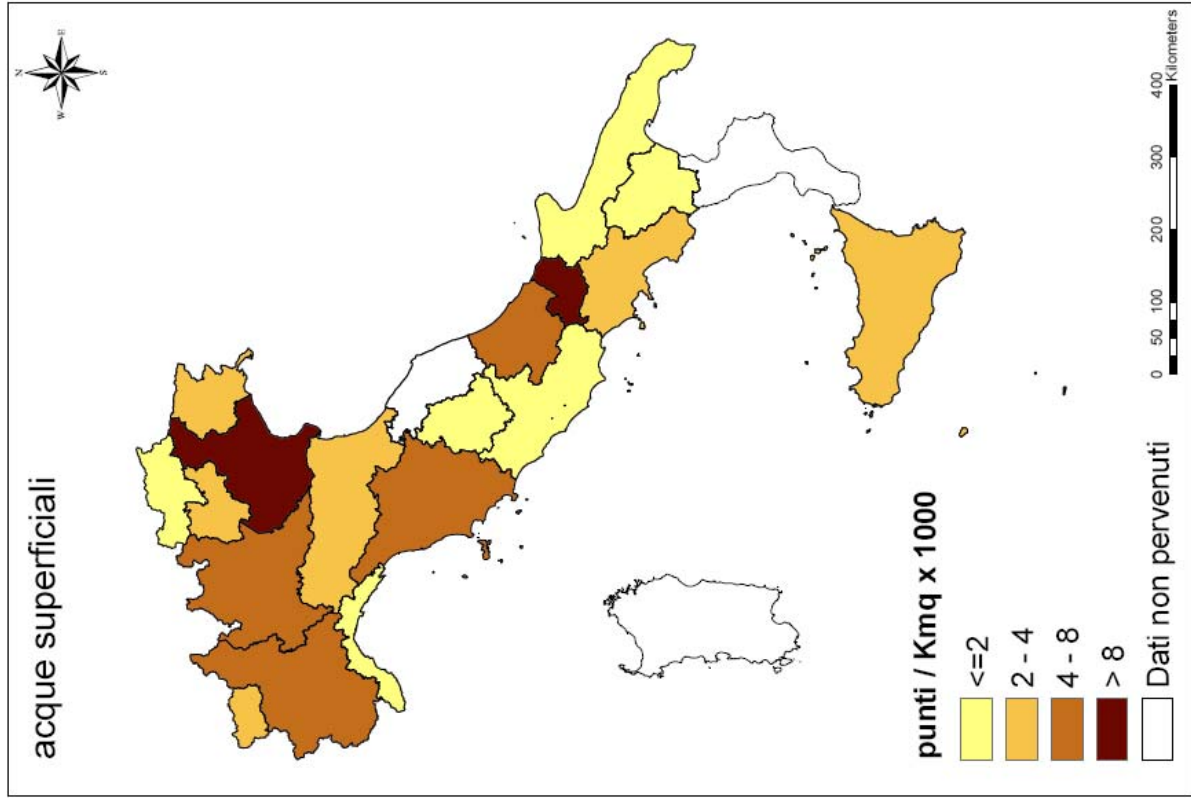 acque superficiali
N
W
E
S
punti / Kmq x 1000
<=2
2 - 4
4 - 8
> 8
Dati non pervenuti
0 50 100 200 300 400
Kilometers